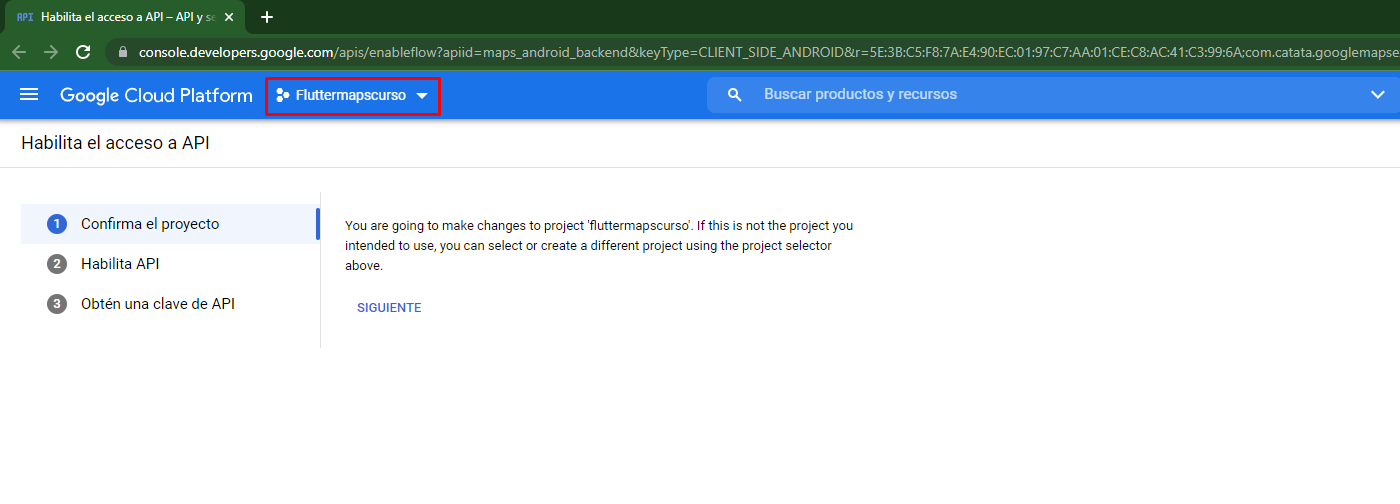 API Habilita el acceso a API – API y se
console.developers.google.com/apis/enableflow?apiid=maps_android_backend&keyType=CLIENT_SIDE_ANDROID&r=5E:3B:C5:F8:7A:E4:90:EC:01:97:C7:AA:01:CE:C8:AC:41:C3:99:6A;com.catata.googlemapse
Google Cloud Platform Fluttermapscurso Buscar productos y recursos
Habilita el acceso a API
1 Confirma el proyecto
2 Habilita API
3 Obtén una clave de API
You are going to make changes to project 'fluttermapscurso'. If this is not the project you
intended to use, you can select or create a different project using the project selector
above.
SIGUIENTE